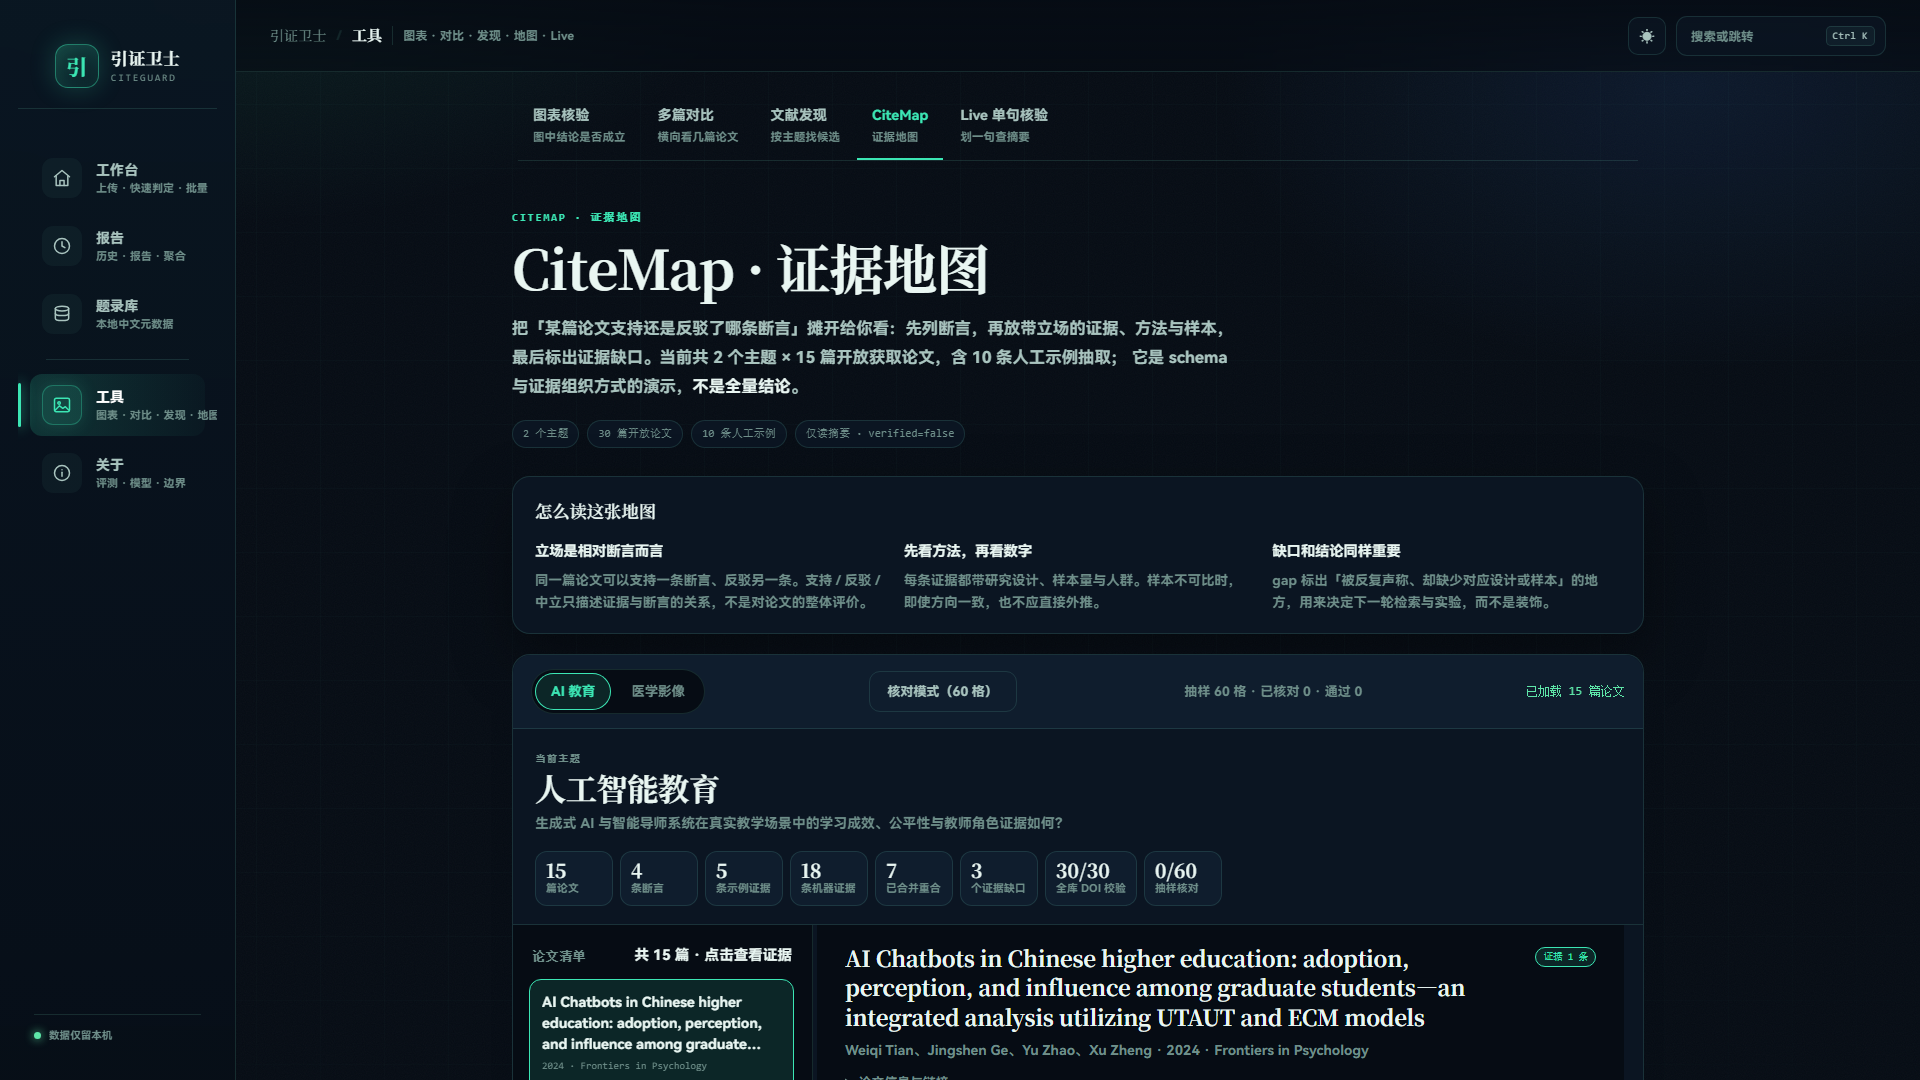 引
引证卫士
CITEGUARD
工作台
上传 · 快速判定 · 批量
报告
历史 · 报告 · 聚合
题录库
本地中文元数据
工具
图表 · 对比 · 发现 · 地图
关于
评测 · 模型 · 边界
数据仅留本机
引证卫士 / 工具 图表 · 对比 · 发现 · 地图 · Live
搜索或跳转 Ctrl K
图表核验
图中结论是否成立
多篇对比
横向看几篇论文
文献发现
按主题找候选
CiteMap
证据地图
Live 单句核验
划一句查摘要
CITEMAP · 证据地图
CiteMap · 证据地图
把「某篇论文支持还是反驳了哪条断言」摊开给你看：先列断言，再放带立场的证据、方法与样本，
最后标出证据缺口。当前共 2 个主题 × 15 篇开放获取论文，含 10 条人工示例抽取； 它是 schema
与证据组织方式的演示，不是全量结论。
2 个主题
30 篇开放论文
10 条人工示例
仅读摘要 · verified=false
怎么读这张地图
立场是相对断言而言
同一篇论文可以支持一条断言、反驳另一条。支持 / 反驳 /
中立只描述证据与断言的关系，不是对论文的整体评价。
先看方法，再看数字
每条证据都带研究设计、样本量与人群。样本不可比时，
即使方向一致，也不应直接外推。
缺口和结论同样重要
gap 标出「被反复声称、却缺少对应设计或样本」的地
方，用来决定下一轮检索与实验，而不是装饰。
AI 教育
医学影像
核对模式（60 格）
抽样 60 格 · 已核对 0 · 通过 0
已加载 15 篇论文
当前主题
人工智能教育
生成式 AI 与智能导师系统在真实教学场景中的学习成效、公平性与教师角色证据如何？
15
篇论文
4
条断言
5
条示例证据
18
条机器证据
7
已合并重合
3
个证据缺口
30/30
全库 DOI 校验
0/60
抽样核对
论文清单
共 15 篇 · 点击查看证据
AI Chatbots in Chinese higher
education: adoption, perception,
and influence among graduate...
2024 · Frontiers in Psychology
AI Chatbots in Chinese higher education: adoption,
perception, and influence among graduate students—an
integrated analysis utilizing UTAUT and ECM models
证据 1 条
Weiqi Tian、Jingshen Ge、Yu Zhao、Xu Zheng · 2024 · Frontiers in Psychology